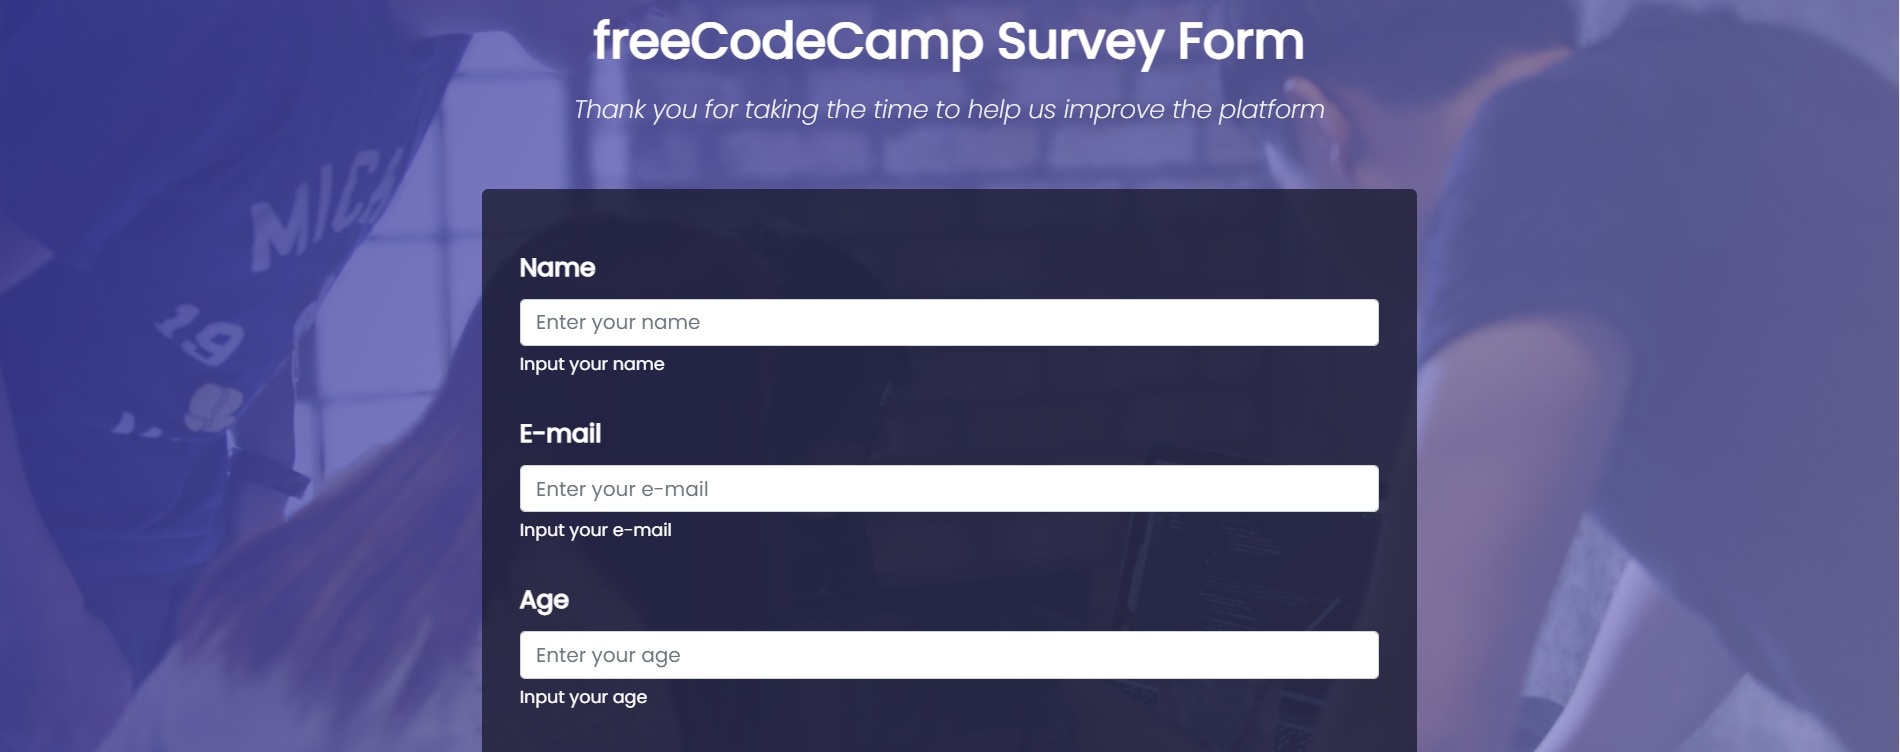 freeCodeCamp Survey Form
Thank you for taking the time to help us improve the platform
MICH
19
Name
Enter your name
Input your name
E-mail
Enter your e-mail
Input your e-mail
Age
Enter your age
Input your age